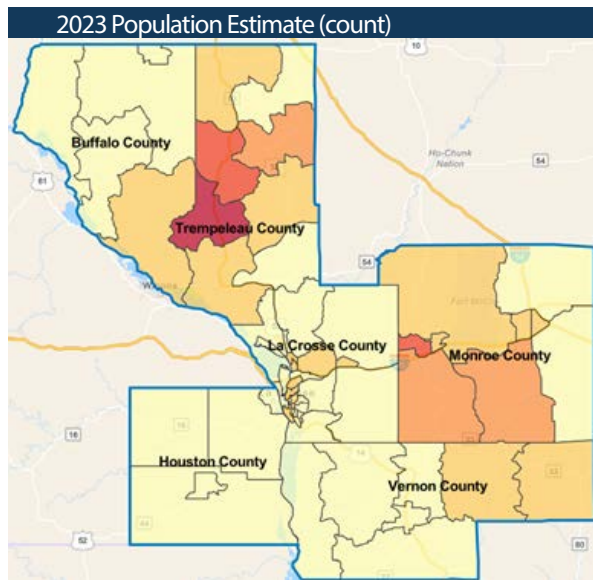 2023 Population Estimate (count)
10
Buffalo County
Ho-Chunk
Nation
54
61
Trempeleau County
54
La Crosse County
Monroe County
16
Houston County
14
Vernon County
52
80